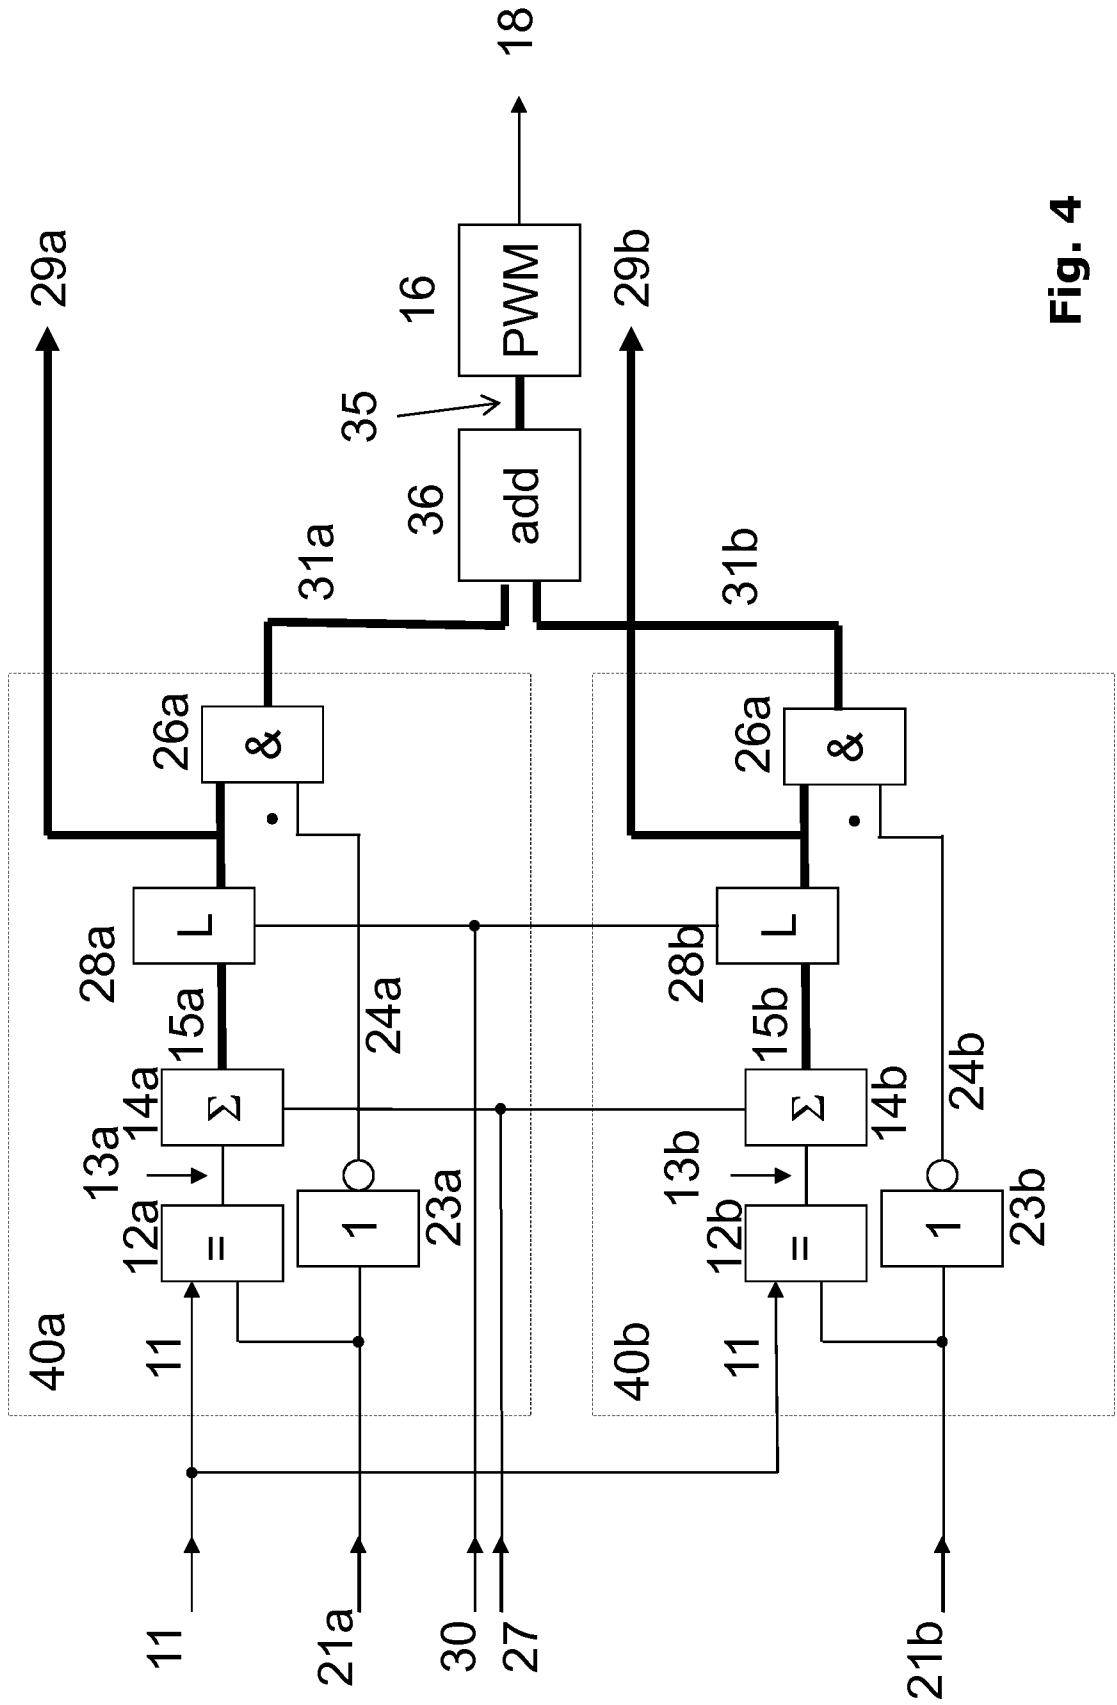 40a
11
11
12a
=
13a
14a
Σ
15a
28a
L
29a
26a
&
31a
21a
1
23a
24a
30
27
36
add
35
16
PWM
18
40b
11
12b
=
13b
14b
Σ
15b
28b
L
29b
26a
&
31b
21b
1
23b
24b
Fig. 4